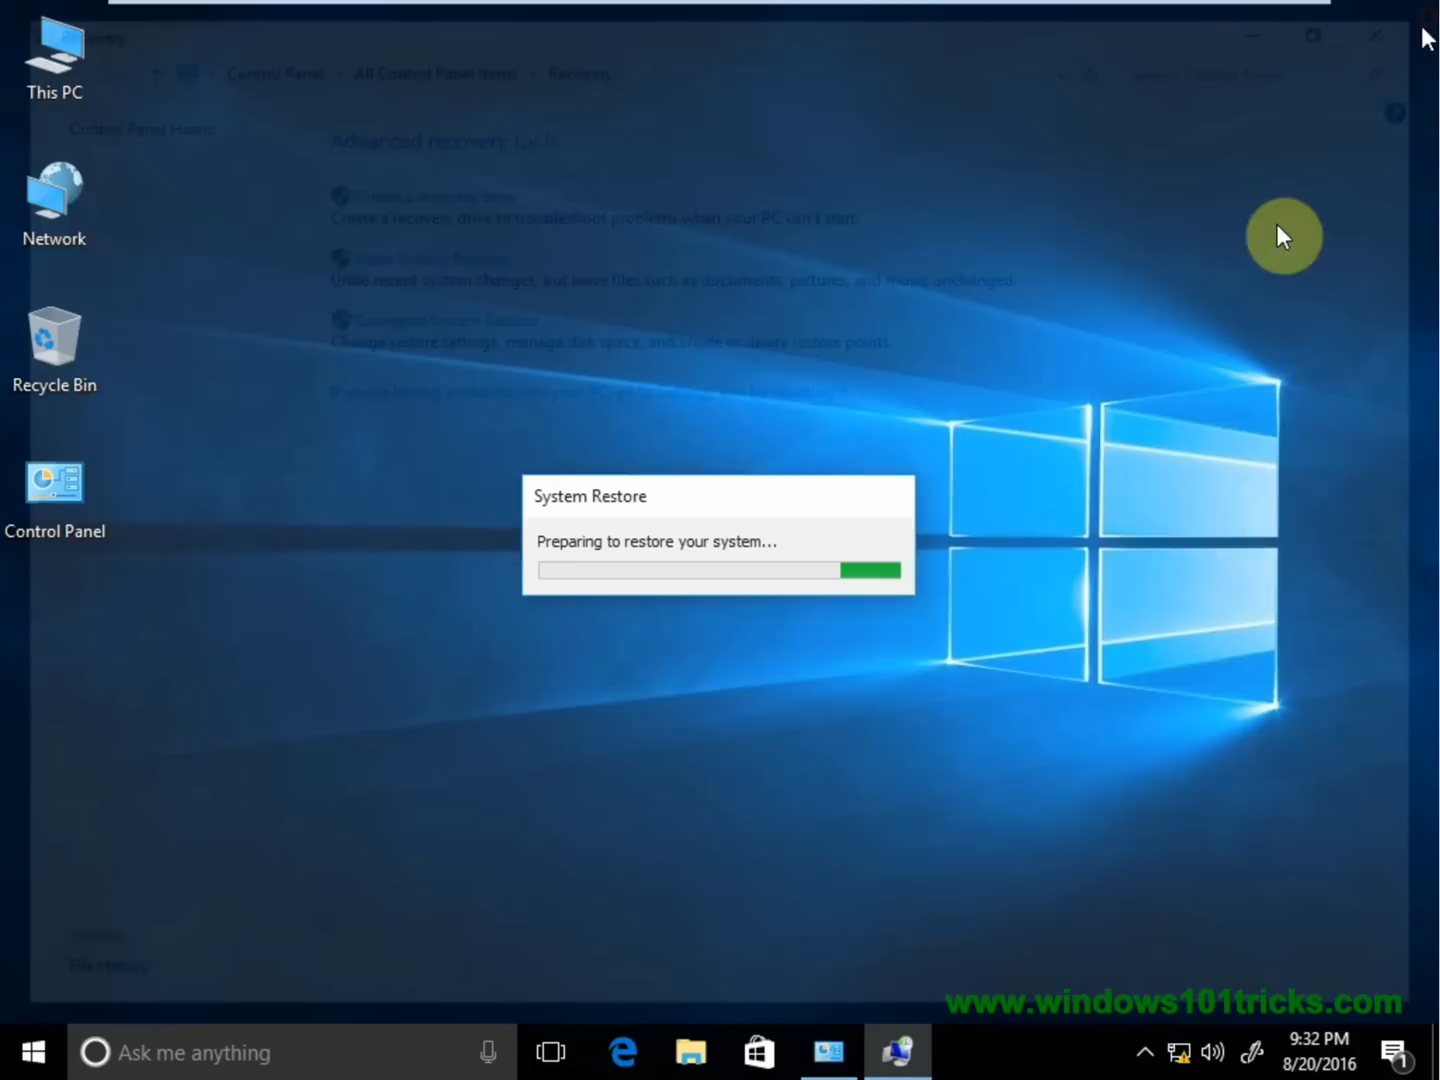 This PC
Control Panel
All Control Panel Items
Recovery
Control Panel Home
Advanced recovery tools
Create a recovery drive
Create a recovery drive to troubleshoot problems when your PC can't start.
Open System Restore
Undo recent system changes, but leave files such as documents, pictures, and music unchanged.
Configure System Restore
Change restore settings, manage disk space, and create or delete restore points.
Network
Recycle Bin
Control Panel
System Restore
Preparing to restore your system...
File History
www.windows101tricks.com
Ask me anything
9:32 PM
8/20/2016
1